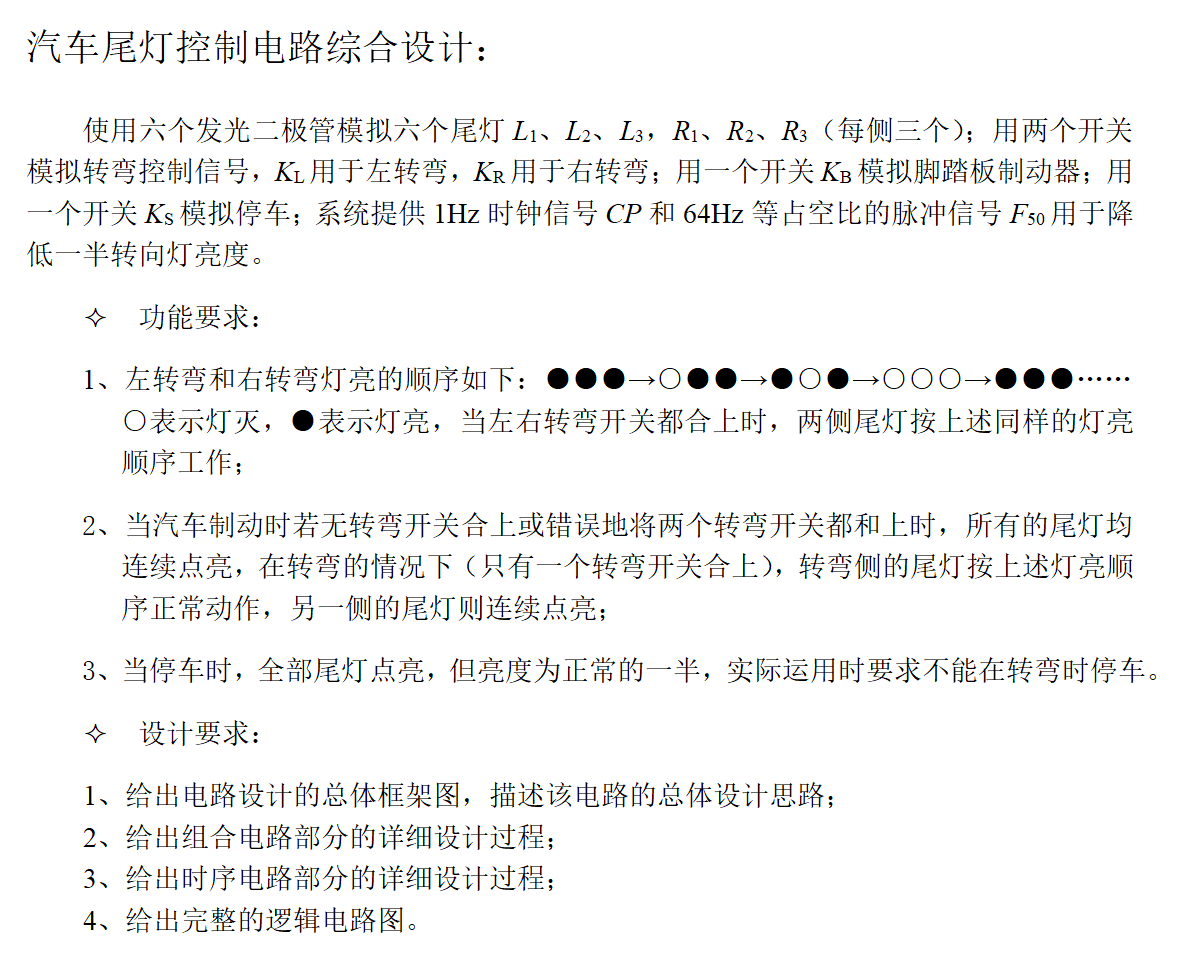 汽车尾灯控制电路综合设计：
使用六个发光二极管模拟六个尾灯 L1、L2、L3，R1、R2、R3（每侧三个）；用两个开关
模拟转弯控制信号，KL 用于左转弯，KR 用于右转弯；用一个开关 KB 模拟脚踏板制动器；用
一个开关 KS 模拟停车；系统提供 1Hz 时钟信号 CP 和 64Hz 等占空比的脉冲信号 F50 用于降
低一半转向灯亮度。
✧ 功能要求：
1、左转弯和右转弯灯亮的顺序如下：●●●→○●●→●○●→○○○→●●●……
○表示灯灭，●表示灯亮，当左右转弯开关都合上时，两侧尾灯按上述同样的灯亮
顺序工作；
2、当汽车制动时若无转弯开关合上或错误地将两个转弯开关都和上时，所有的尾灯均
连续点亮，在转弯的情况下（只有一个转弯开关合上），转弯侧的尾灯按上述灯亮顺
序正常动作，另一侧的尾灯则连续点亮；
3、当停车时，全部尾灯点亮，但亮度为正常的一半，实际运用时要求不能在转弯时停车。
✧ 设计要求：
1、给出电路设计的总体框架图，描述该电路的总体设计思路；
2、给出组合电路部分的详细设计过程；
3、给出时序电路部分的详细设计过程；
4、给出完整的逻辑电路图。